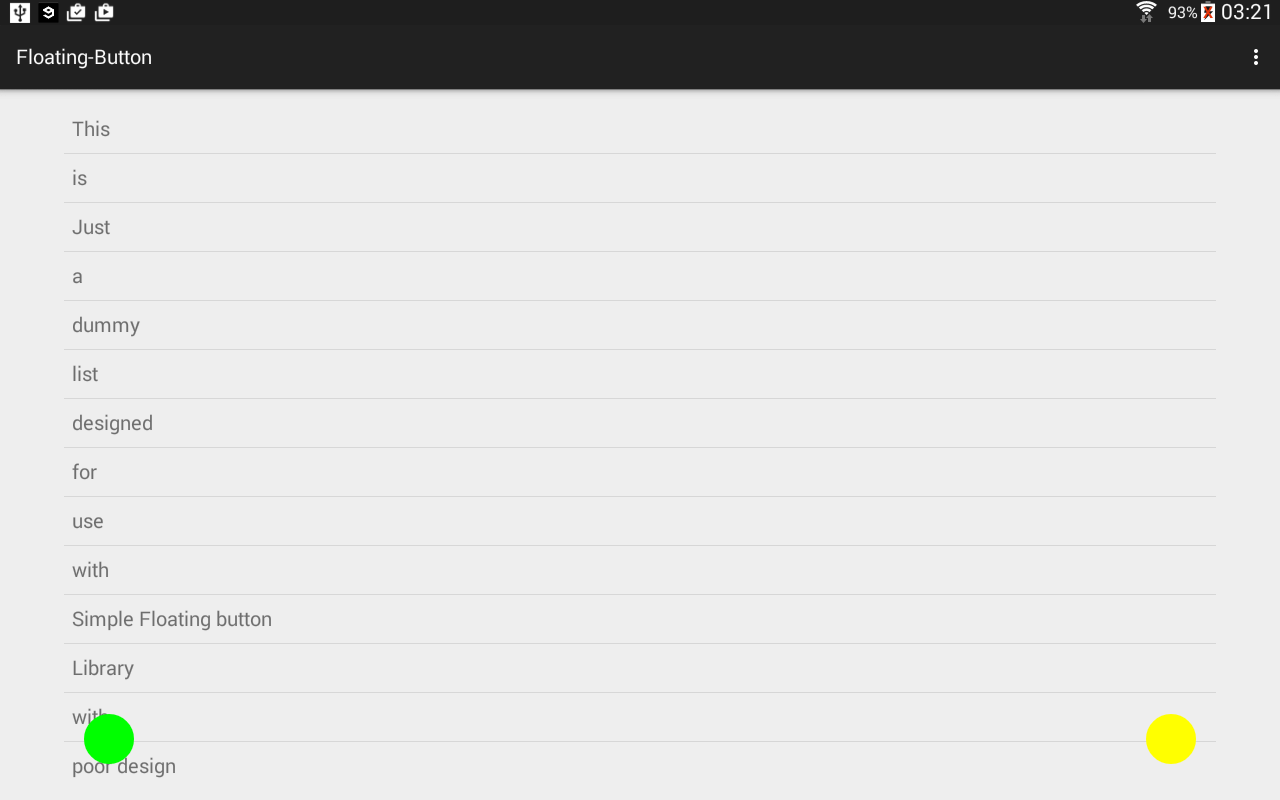 93% 03:21
Floating-Button
This
is
Just
a
dummy
list
designed
for
use
with
Simple Floating button
Library
with
poor design